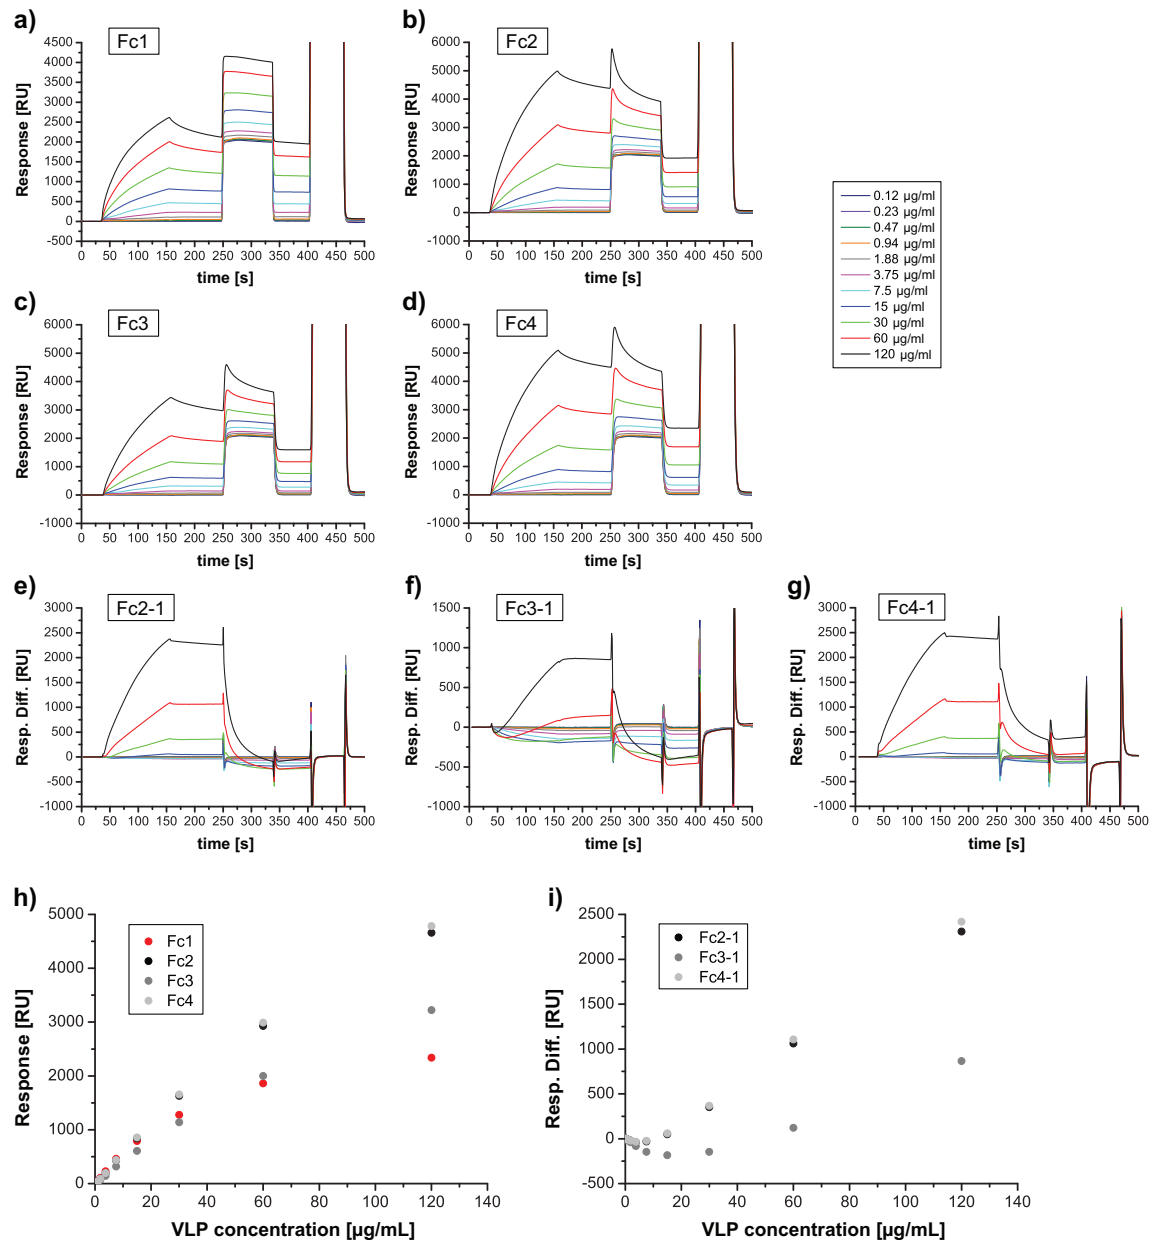 a)
Fc1
4500
4000
3500
3000
2500
2000
1500
1000
500
0
-500
Response [RU]
0 50 100 150 200 250 300 350 400 450 500
time [s]
b)
Fc2
6000
5000
4000
3000
2000
1000
0
-1000
Response [RU]
0 50 100 150 200 250 300 350 400 450 500
time [s]
0.12 µg/ml
0.23 µg/ml
0.47 µg/ml
0.94 µg/ml
1.88 µg/ml
3.75 µg/ml
7.5 µg/ml
15 µg/ml
30 µg/ml
60 µg/ml
120 µg/ml
c)
Fc3
6000
5000
4000
3000
2000
1000
0
-1000
Response [RU]
0 50 100 150 200 250 300 350 400 450 500
time [s]
d)
Fc4
6000
5000
4000
3000
2000
1000
0
-1000
Response [RU]
0 50 100 150 200 250 300 350 400 450 500
time [s]
e)
Fc2-1
3000
2500
2000
1500
1000
500
0
-500
-1000
Resp. Diff. [RU]
0 50 100 150 200 250 300 350 400 450 500
time [s]
f)
Fc3-1
1500
1000
500
0
-500
-1000
Resp. Diff. [RU]
0 50 100 150 200 250 300 350 400 450 500
time [s]
g)
Fc4-1
3000
2500
2000
1500
1000
500
0
-500
-1000
Resp. Diff. [RU]
0 50 100 150 200 250 300 350 400 450 500
time [s]
h)
Fc1
Fc2
Fc3
Fc4
5000
4000
3000
2000
1000
0
Response [RU]
0 20 40 60 80 100 120 140
VLP concentration [µg/mL]
i)
Fc2-1
Fc3-1
Fc4-1
2500
2000
1500
1000
500
0
-500
Resp. Diff. [RU]
0 20 40 60 80 100 120 140
VLP concentration [µg/mL]